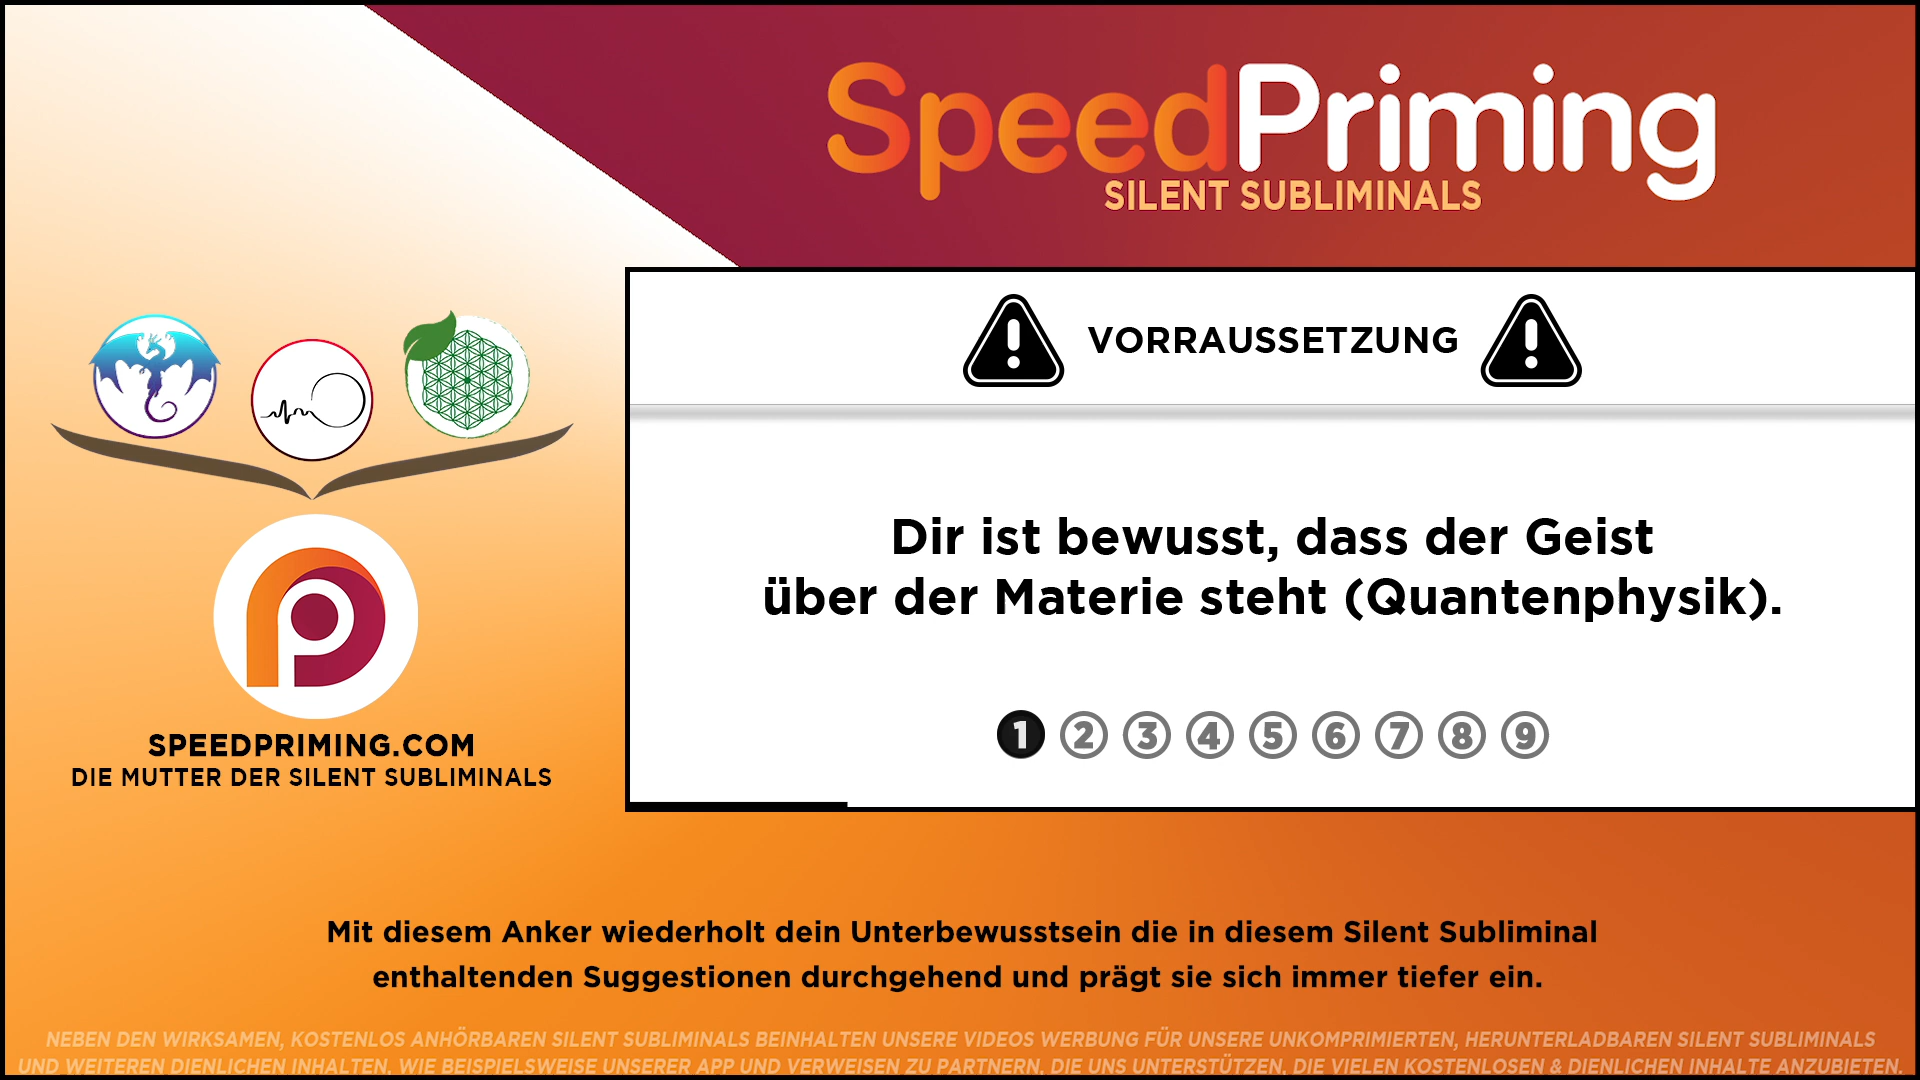 SpeedPriming
SILENT SUBLIMINALS
VORRAUSSETZUNG
Dir ist bewusst, dass der Geist
über der Materie steht (Quantenphysik).
1 2 3 4 5 6 7 8 9
SPEEDPRIMING.COM
DIE MUTTER DER SILENT SUBLIMINALS
Mit diesem Anker wiederholt dein Unterbewusstsein die in diesem Silent Subliminal
enthaltenden Suggestionen durchgehend und prägt sie sich immer tiefer ein.
NEBEN DEN WIRKSAMEN, KOSTENLOS ANHÖRBAREN SILENT SUBLIMINALS BEINHALTEN UNSERE VIDEOS WERBUNG FÜR UNSERE UNKOMPRIMIERTEN, HERUNTERLADBAREN SILENT SUBLIMINALS
UND WEITEREN DIENLICHEN INHALTEN, WIE BEISPIELSWEISE UNSERER APP UND VERWEISEN ZU PARTNERN, DIE UNS UNTERSTÜTZEN, DIE VIELEN KOSTENLOSEN & DIENLICHEN INHALTE ANZUBIETEN.